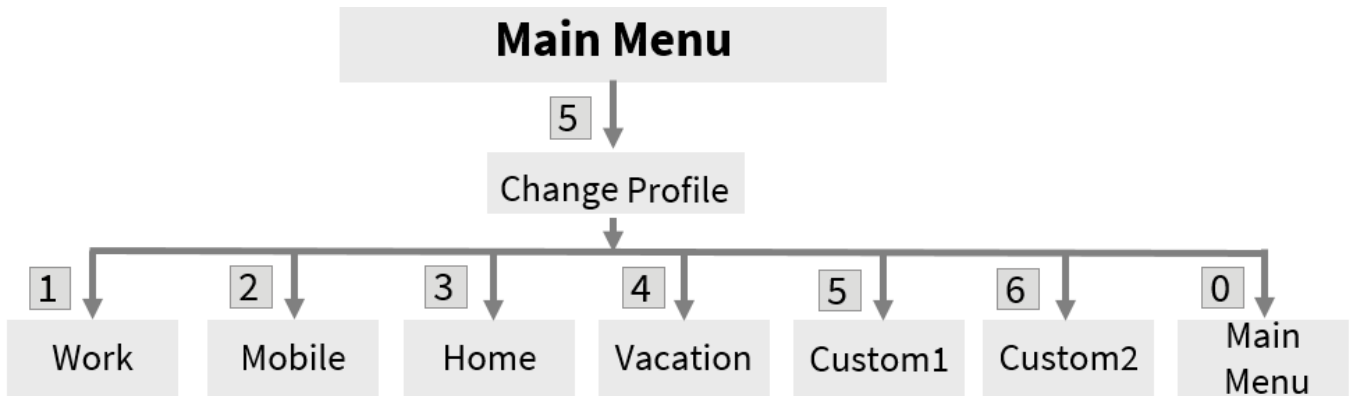 Main Menu
5
Change Profile
1
2
3
4
5
6
0
Work
Mobile
Home
Vacation
Custom1
Custom2
Main
Menu